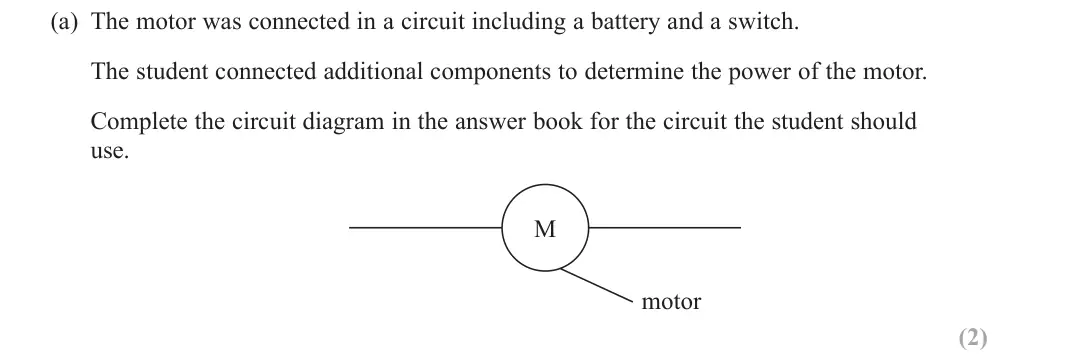 (a) The motor was connected in a circuit including a battery and a switch.
The student connected additional components to determine the power of the motor.
Complete the circuit diagram in the answer book for the circuit the student should
use.
M
motor
(2)